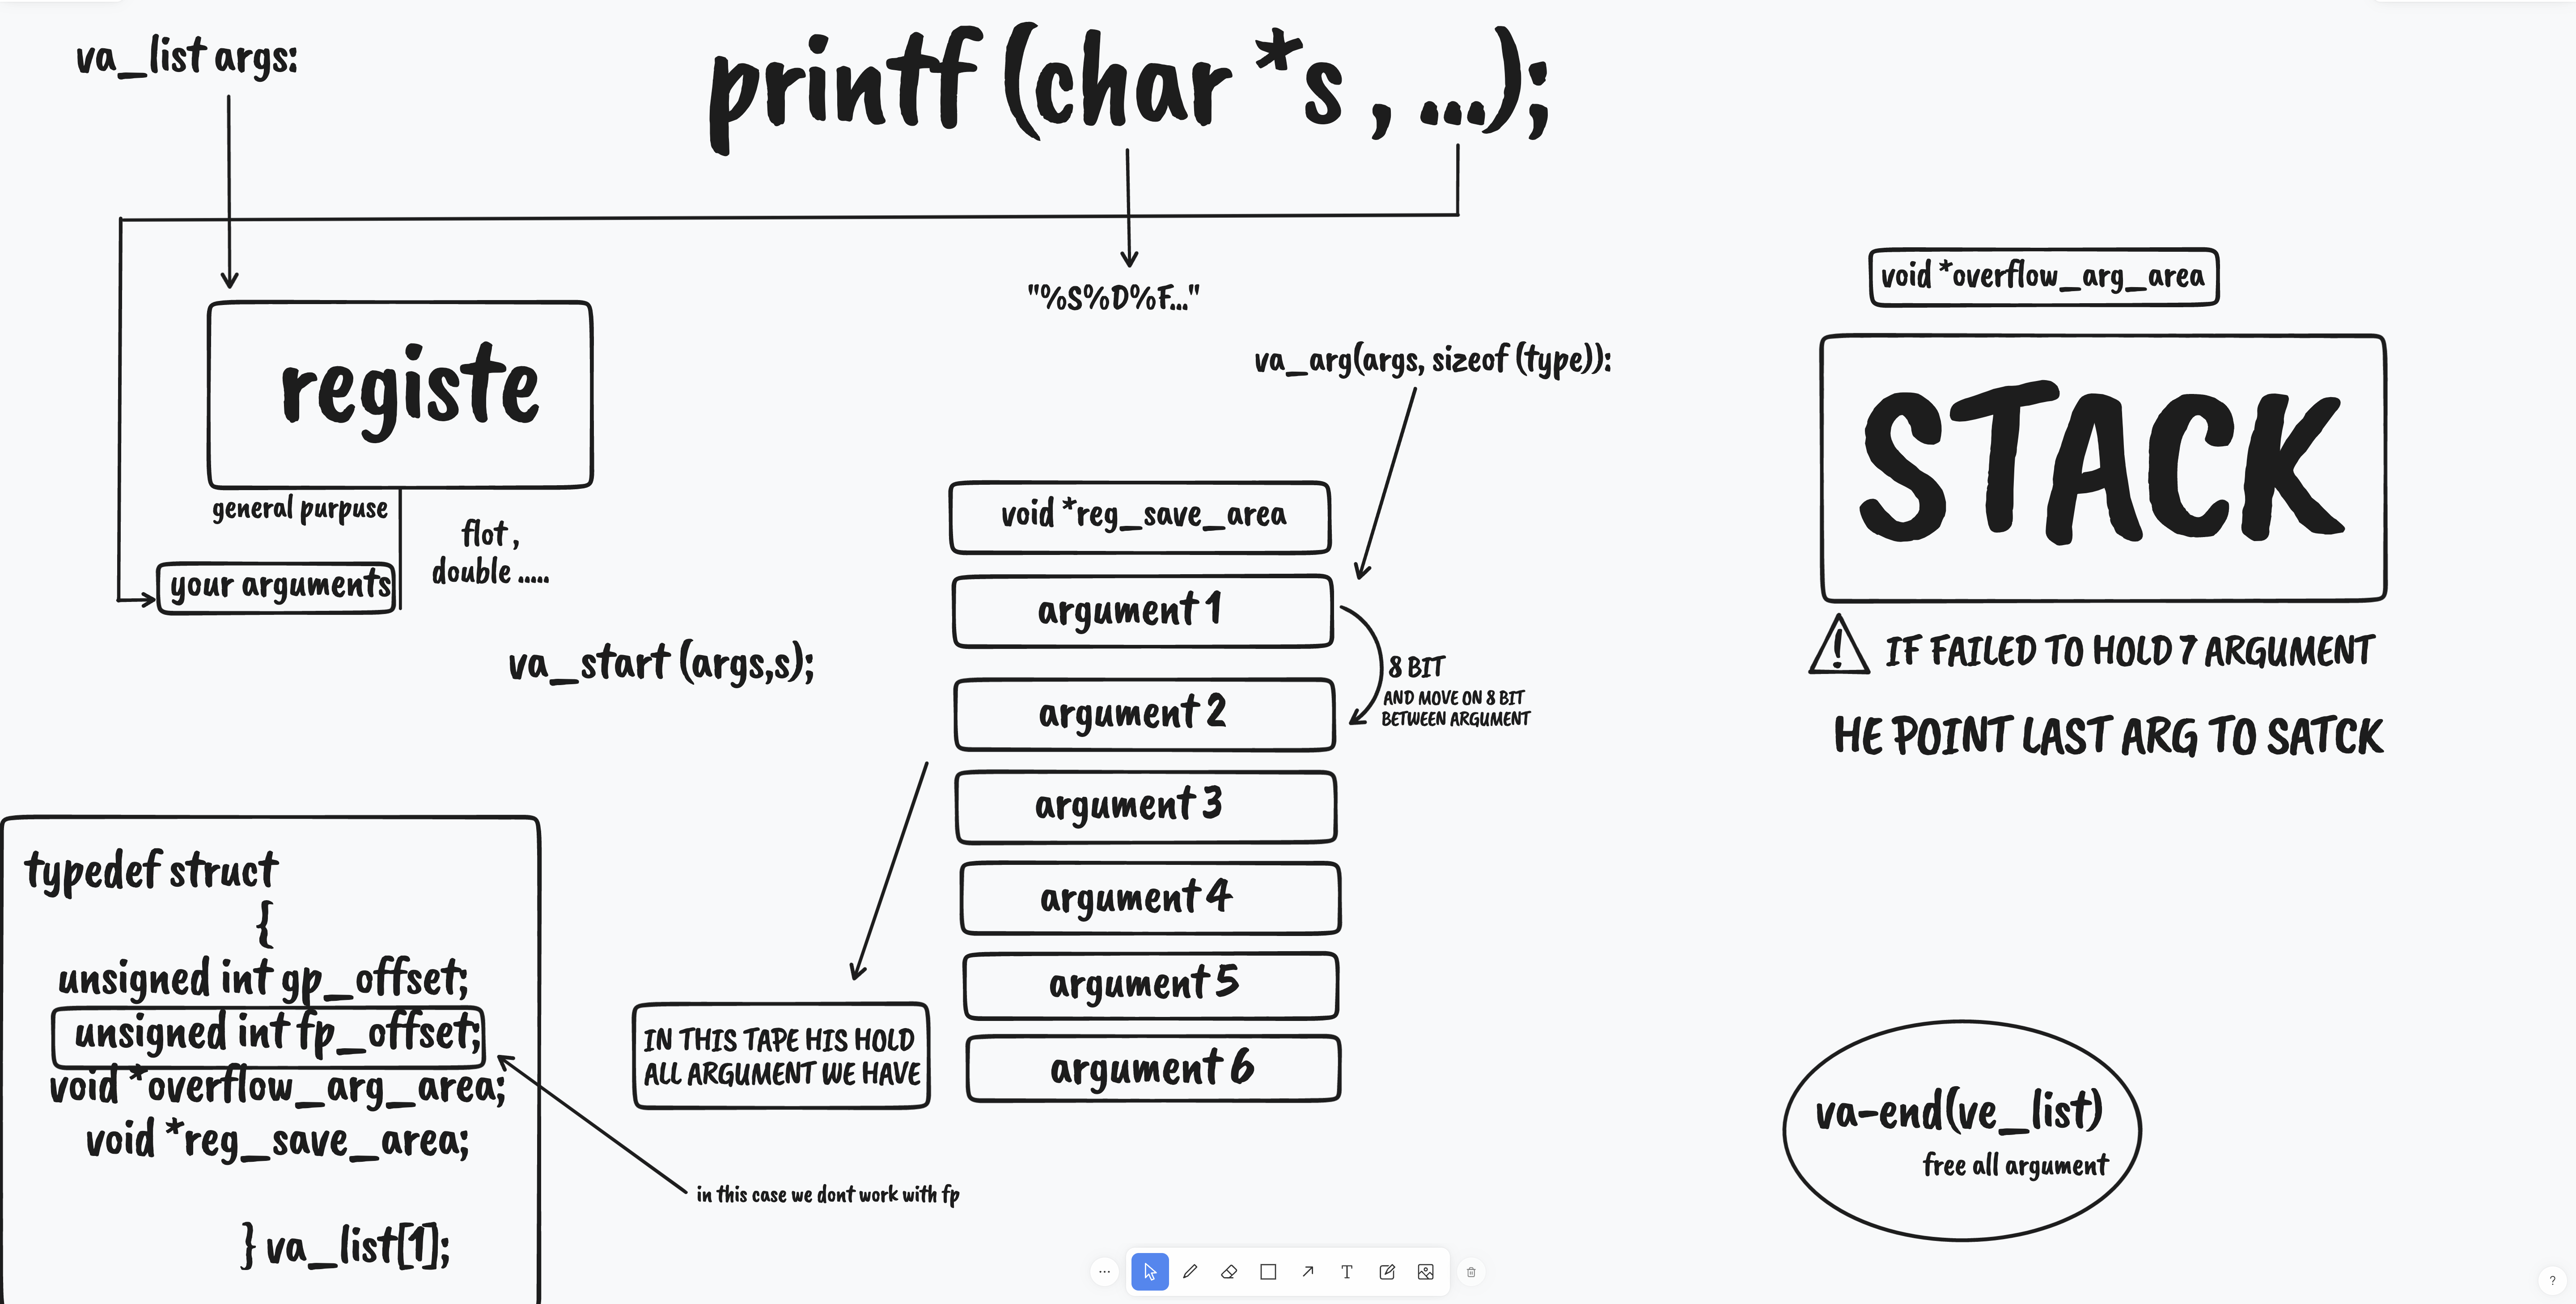 va_list args:
printf (char *s , ...);
"%S%D%F..."
registe
general purpuse
flot ,
double .....
your arguments
va_start (args,s);
va_arg(args, sizeof (type)):
void *reg_save_area
argument 1
argument 2
argument 3
argument 4
argument 5
argument 6
8 BIT
AND MOVE ON 8 BIT
BETWEEN ARGUMENT
IN THIS TAPE HIS HOLD
ALL ARGUMENT WE HAVE
void *overflow_arg_area
STACK
! IF FAILED TO HOLD 7 ARGUMENT
HE POINT LAST ARG TO SATCK
typedef struct
{
unsigned int gp_offset;
unsigned int fp_offset;
void *overflow_arg_area;
void *reg_save_area;
} va_list[1];
in this case we dont work with fp
va-end(ve_list)
free all argument
T
?